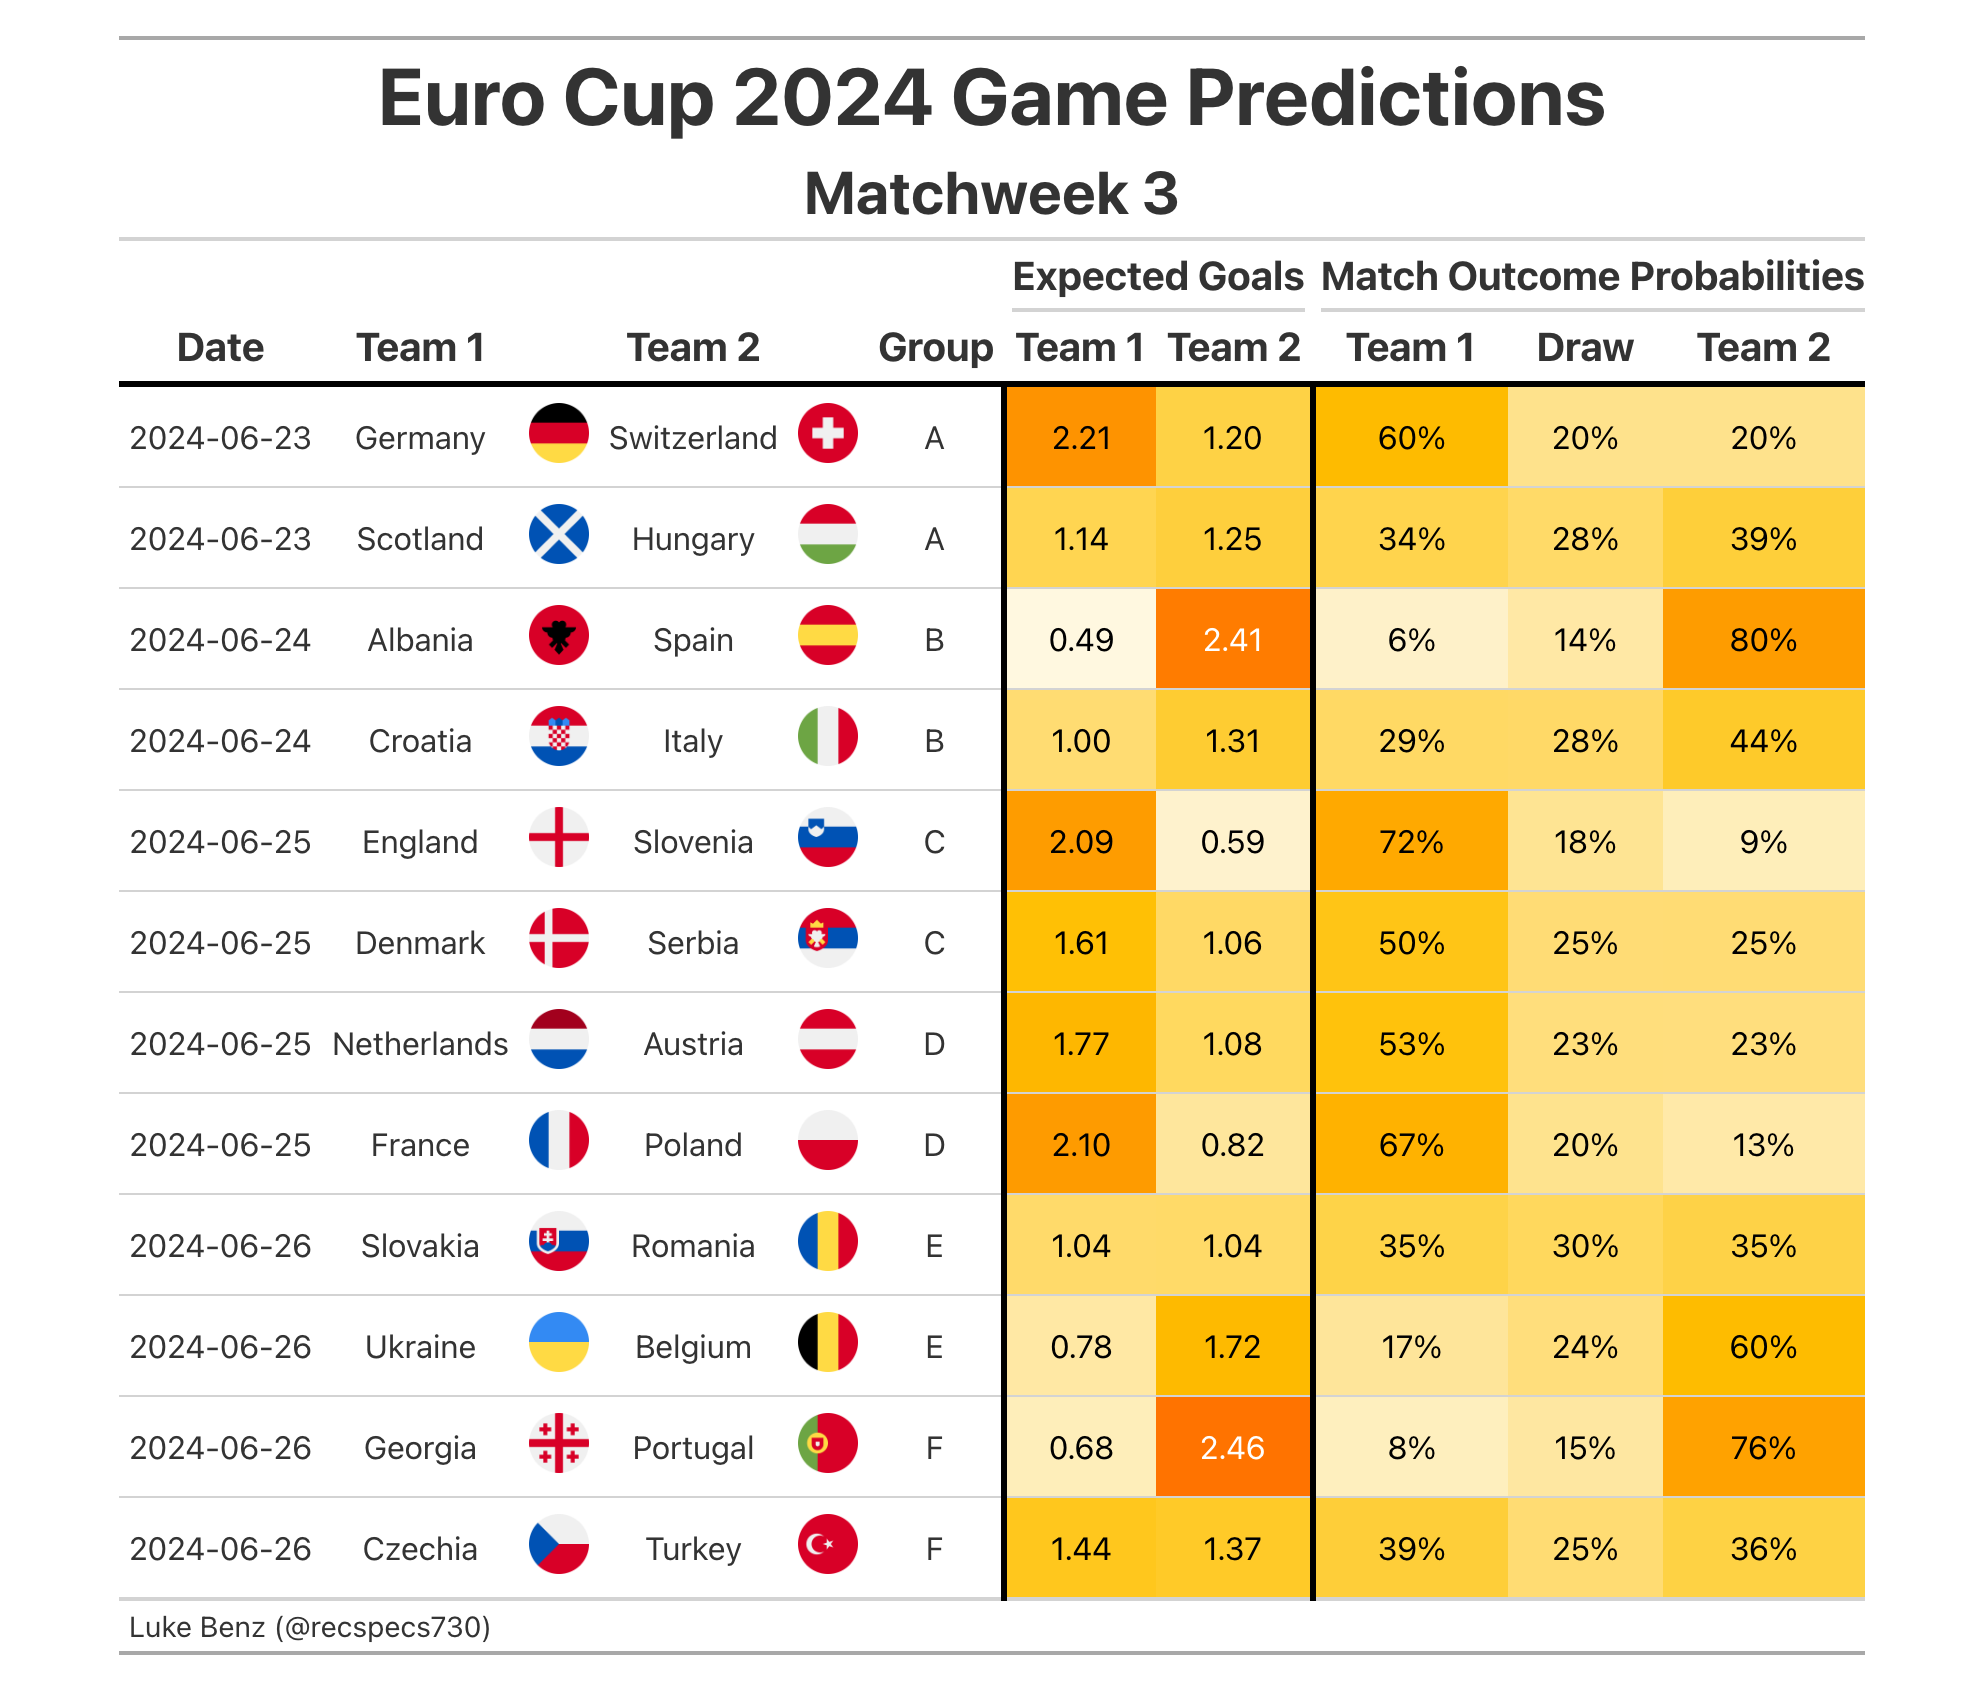 Euro Cup 2024 Game Predictions
Matchweek 3
Expected Goals Match Outcome Probabilities
Date Team 1 Team 2 Group Team 1 Team 2 Team 1 Draw Team 2
2024-06-23 Germany Switzerland A 2.21 1.20 60% 20% 20%
2024-06-23 Scotland Hungary A 1.14 1.25 34% 28% 39%
2024-06-24 Albania Spain B 0.49 2.41 6% 14% 80%
2024-06-24 Croatia Italy B 1.00 1.31 29% 28% 44%
2024-06-25 England Slovenia C 2.09 0.59 72% 18% 9%
2024-06-25 Denmark Serbia C 1.61 1.06 50% 25% 25%
2024-06-25 Netherlands Austria D 1.77 1.08 53% 23% 23%
2024-06-25 France Poland D 2.10 0.82 67% 20% 13%
2024-06-26 Slovakia Romania E 1.04 1.04 35% 30% 35%
2024-06-26 Ukraine Belgium E 0.78 1.72 17% 24% 60%
2024-06-26 Georgia Portugal F 0.68 2.46 8% 15% 76%
2024-06-26 Czechia Turkey F 1.44 1.37 39% 25% 36%
Luke Benz (@recspecs730)